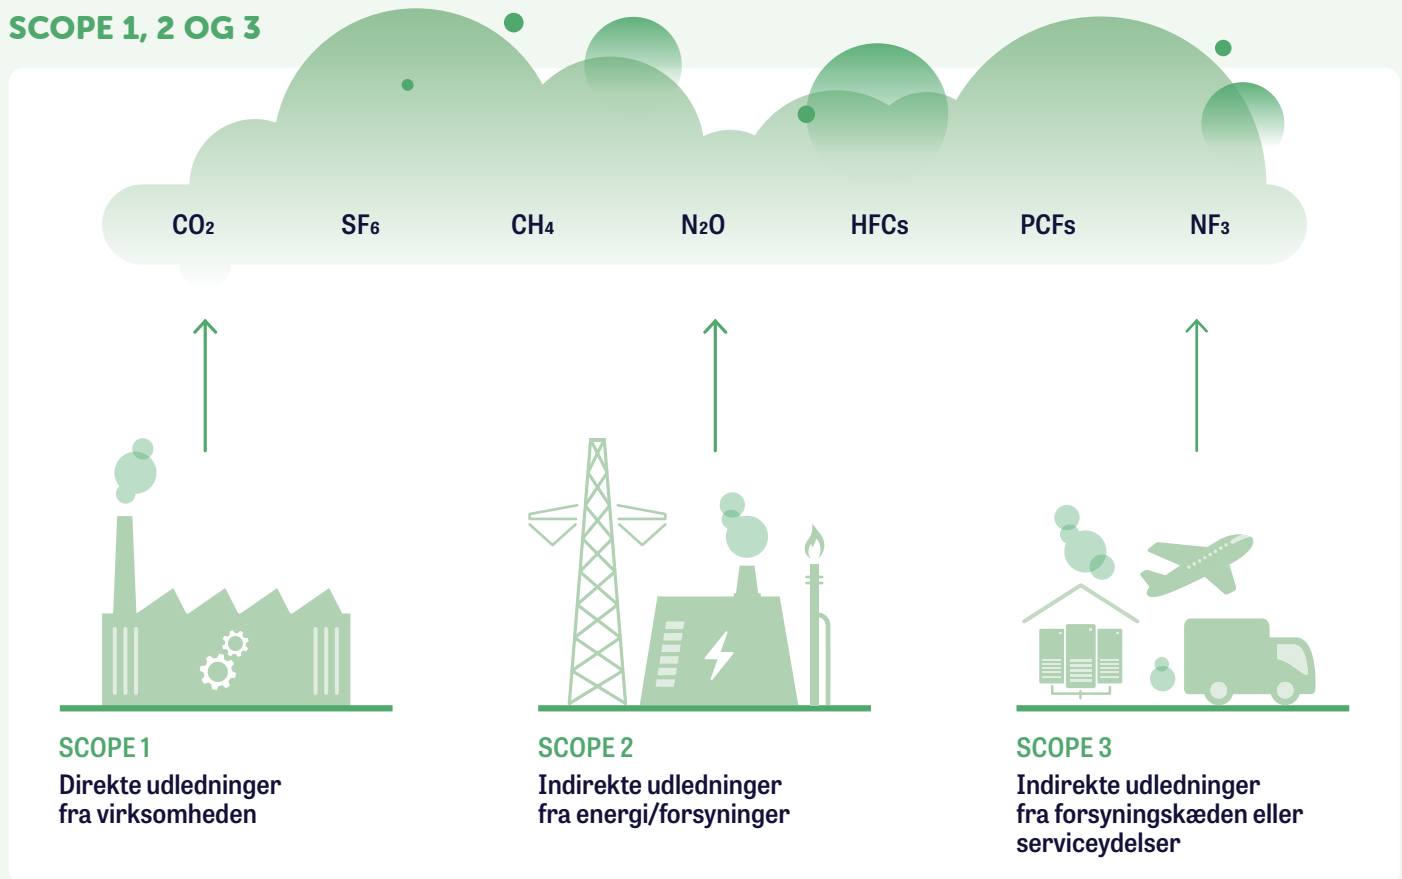 SCOPE 1, 2 OG 3
CO₂ SF₆ CH₄ N₂O HFCs PCFs NF₃
SCOPE 1
Direkte udledninger
fra virksomheden
SCOPE 2
Indirekte udledninger
fra energi/forsyninger
SCOPE 3
Indirekte udledninger
fra forsyningskæden eller
serviceydelser